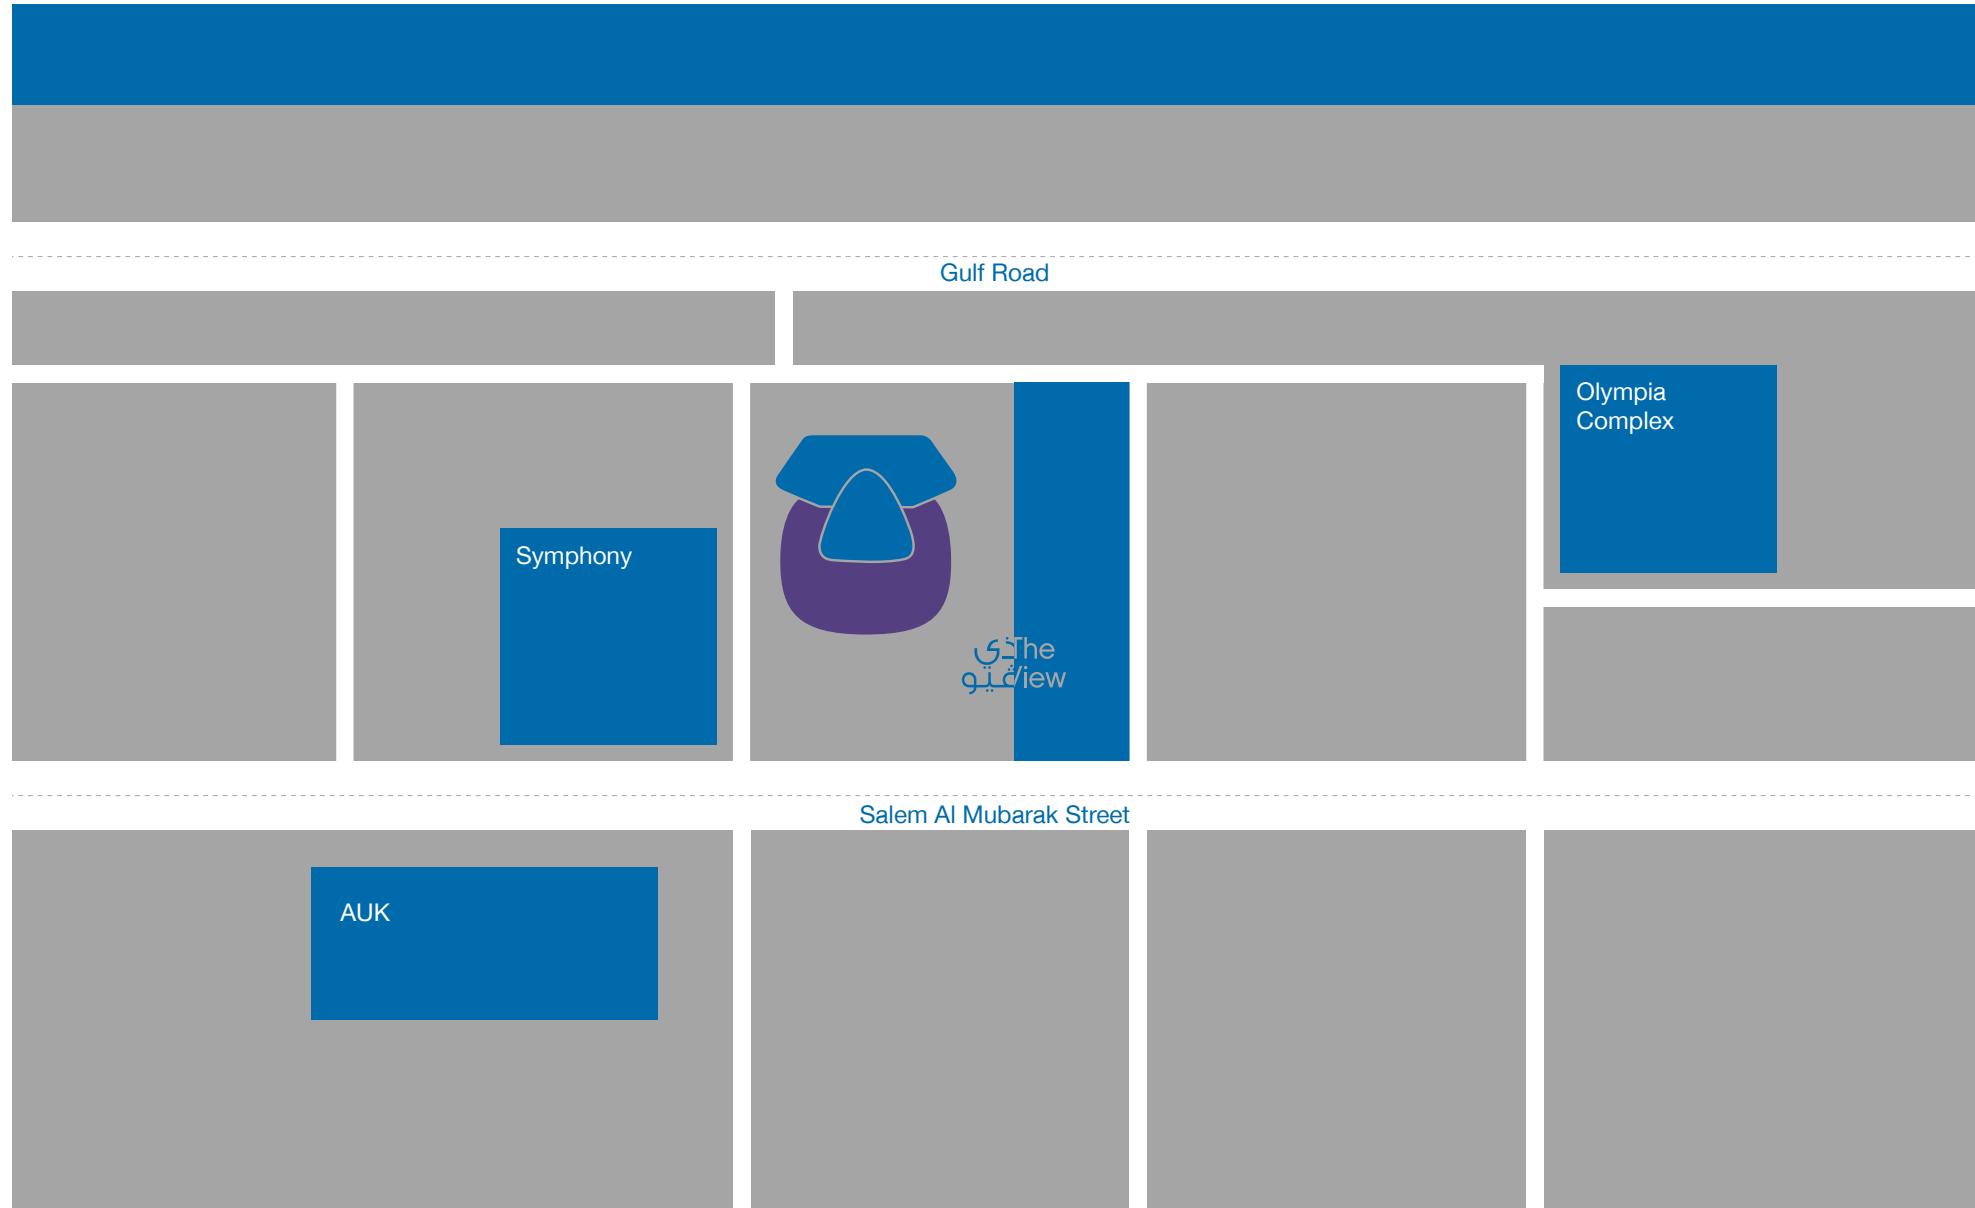 Gulf Road
Olympia
Complex
Symphony
ذي The
ڤيو View
Salem Al Mubarak Street
AUK